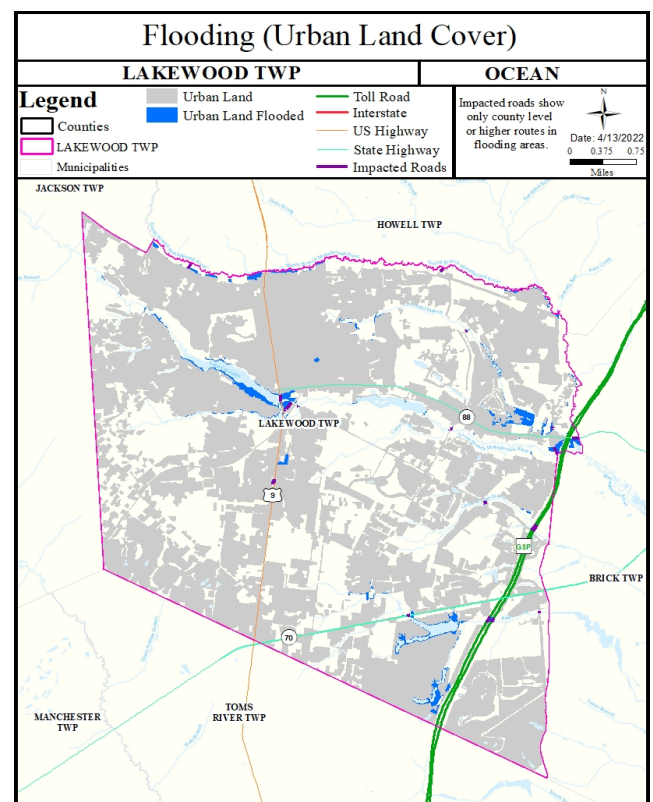 Flooding (Urban Land Cover)
LAKEWOOD TWP
OCEAN
Legend
Counties
LAKEWOOD TWP
Municipalities
Urban Land
Urban Land Flooded
Toll Road
Interstate
US Highway
State Highway
Impacted Roads
Impacted roads show
only county level
or higher routes in
flooding areas.
N
Date: 4/13/2022
0 0.375 0.75
Miles
JACKSON TWP
HOWELL TWP
LAKEWOOD TWP
88
9
GSP
BRICK TWP
70
MANCHESTER
TWP
TOMS
RIVER TWP